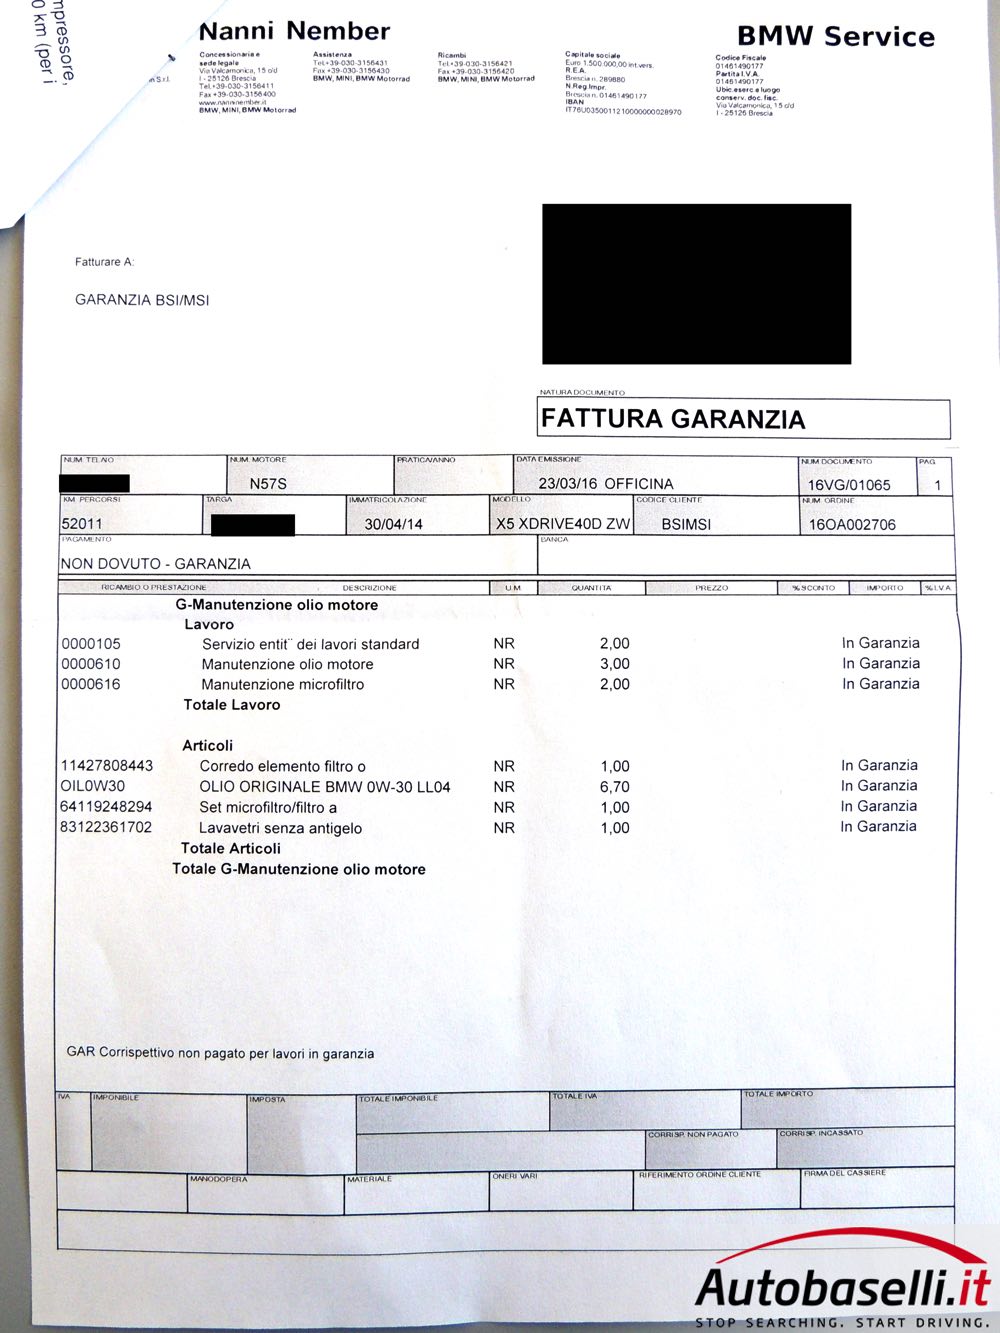 mpressore,
0 km (per i
in S.r.l.
Nanni Nember
BMW Service
Concessionaria e
sede legale
Via Valcamonica, 15 c/d
I - 25126 Brescia
Tel.+39-030-3156411
Fax +39-030-3156400
www.nanninember.it
BMW, MINI, BMW Motorrad
Assistenza
Tel.+39-030-3156431
Fax +39-030-3156430
BMW, MINI, BMW Motorrad
Ricambi
Tel.+39-030-3156421
Fax +39-030-3156420
BMW, MINI, BMW Motorrad
Capitale sociale
Euro 1.500.000,00 int.vers.
R.E.A.
Brescia n. 289880
N.Reg.Impr.
Brescia n. 01461490177
IBAN
IT76U0350011210000000028970
Codice Fiscale
01461490177
Partita I.V.A.
01461490177
Ubic.eserc e luogo
conserv. doc. fisc.
Via Valcamonica, 15 c/d
I - 25126 Brescia
Fatturare A:
GARANZIA BSI/MSI
NATURA DOCUMENTO
FATTURA GARANZIA
NUM. TELAIO NUM. MOTORE PRATICA/ANNO DATA EMISSIONE NUM DOCUMENTO PAG.
N57S 23/03/16 OFFICINA 16VG/01065 1
KM. PERCORSI TARGA IMMATRICOLAZIONE MODELLO CODICE CLIENTE NUM. ORDINE
52011 30/04/14 X5 XDRIVE40D ZW BSIMSI 16OA002706
PAGAMENTO BANCA
NON DOVUTO - GARANZIA
RICAMBIO O PRESTAZIONE DESCRIZIONE U.M. QUANTITA PREZZO % SCONTO IMPORTO % I.V.A.
G-Manutenzione olio motore
Lavoro
0000105 Servizio entit¨ dei lavori standard NR 2,00 In Garanzia
0000610 Manutenzione olio motore NR 3,00 In Garanzia
0000616 Manutenzione microfiltro NR 2,00 In Garanzia
Totale Lavoro
Articoli
11427808443 Corredo elemento filtro o NR 1,00 In Garanzia
OIL0W30 OLIO ORIGINALE BMW 0W-30 LL04 NR 6,70 In Garanzia
64119248294 Set microfiltro/filtro a NR 1,00 In Garanzia
83122361702 Lavavetri senza antigelo NR 1,00 In Garanzia
Totale Articoli
Totale G-Manutenzione olio motore
GAR Corrispettivo non pagato per lavori in garanzia
IVA IMPONIBILE IMPOSTA TOTALE IMPONIBILE TOTALE IVA TOTALE IMPORTO
CORRISP. NON PAGATO CORRISP. INCASSATO
MANODOPERA MATERIALE ONERI VARI RIFERIMENTO ORDINE CLIENTE FIRMA DEL CASSIERE
Autobaselli.it
STOP SEARCHING. START DRIVING.